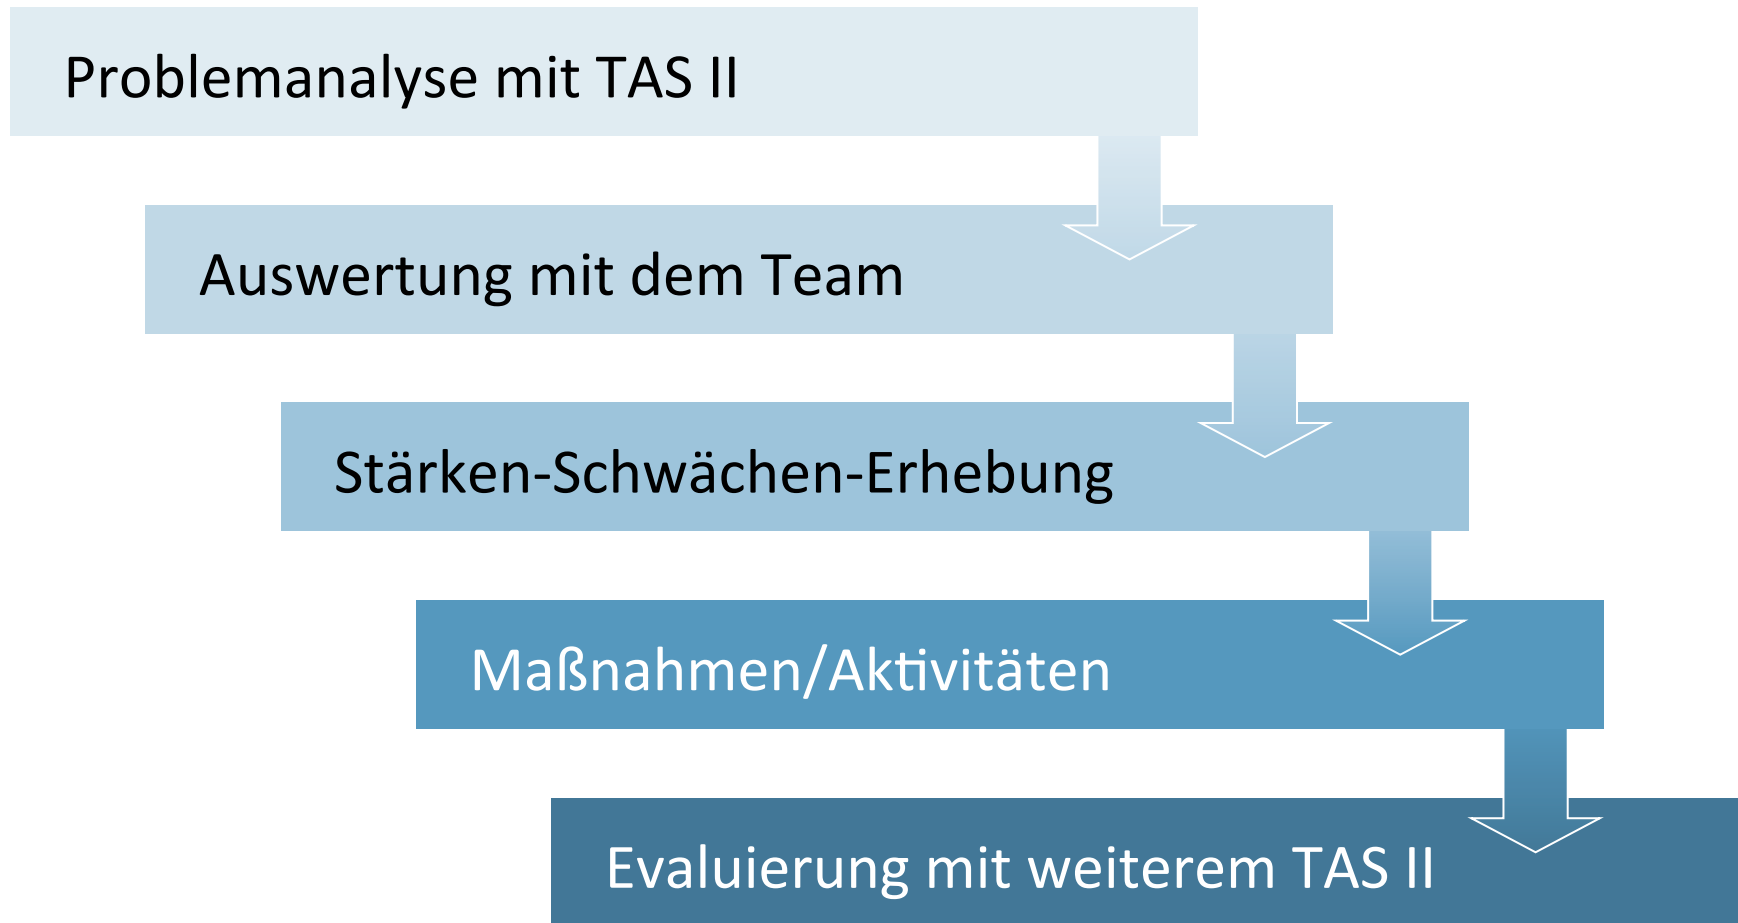 Problemanalyse mit TAS II
Auswertung mit dem Team
Stärken-Schwächen-Erhebung
Maßnahmen/Aktivitäten
Evaluierung mit weiterem TAS II